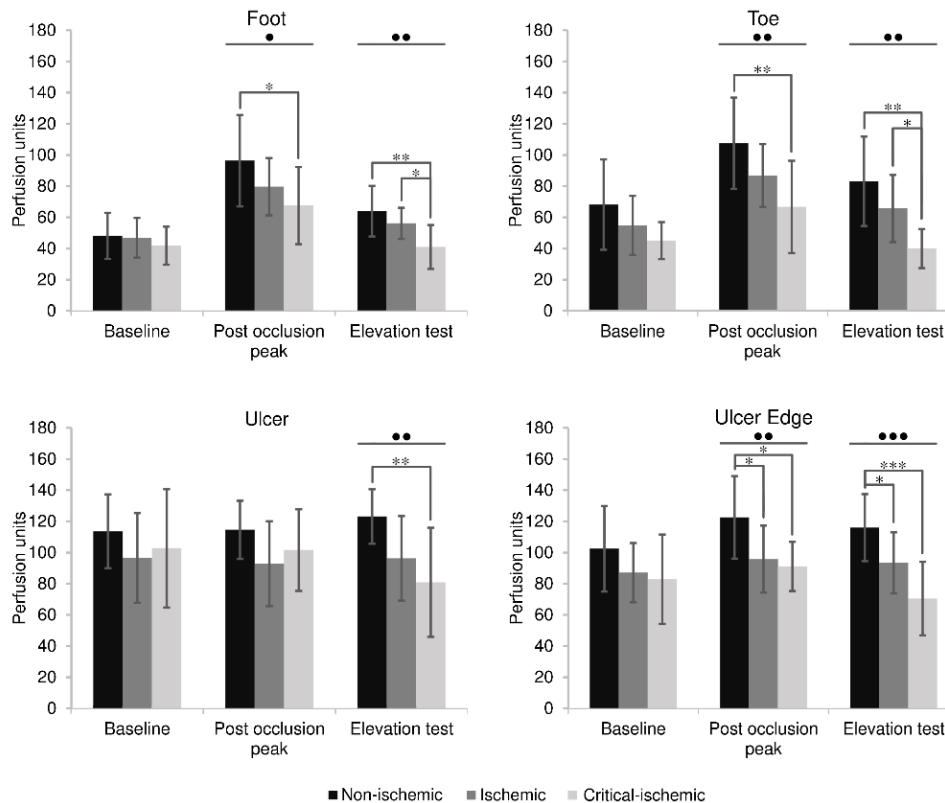 Foot
Perfusion units
180
160
140
120
100
80
60
40
20
0
●
●●
*
**
*
Baseline
Post occlusion
peak
Elevation test
Toe
Perfusion units
180
160
140
120
100
80
60
40
20
0
●●
●●
**
**
*
Baseline
Post occlusion
peak
Elevation test
Ulcer
Perfusion units
180
160
140
120
100
80
60
40
20
0
●●
**
Baseline
Post occlusion
peak
Elevation test
Ulcer Edge
Perfusion units
180
160
140
120
100
80
60
40
20
0
●●
●●●
*
*
***
*
Baseline
Post occlusion
peak
Elevation test
Non-ischemic Ischemic Critical-ischemic